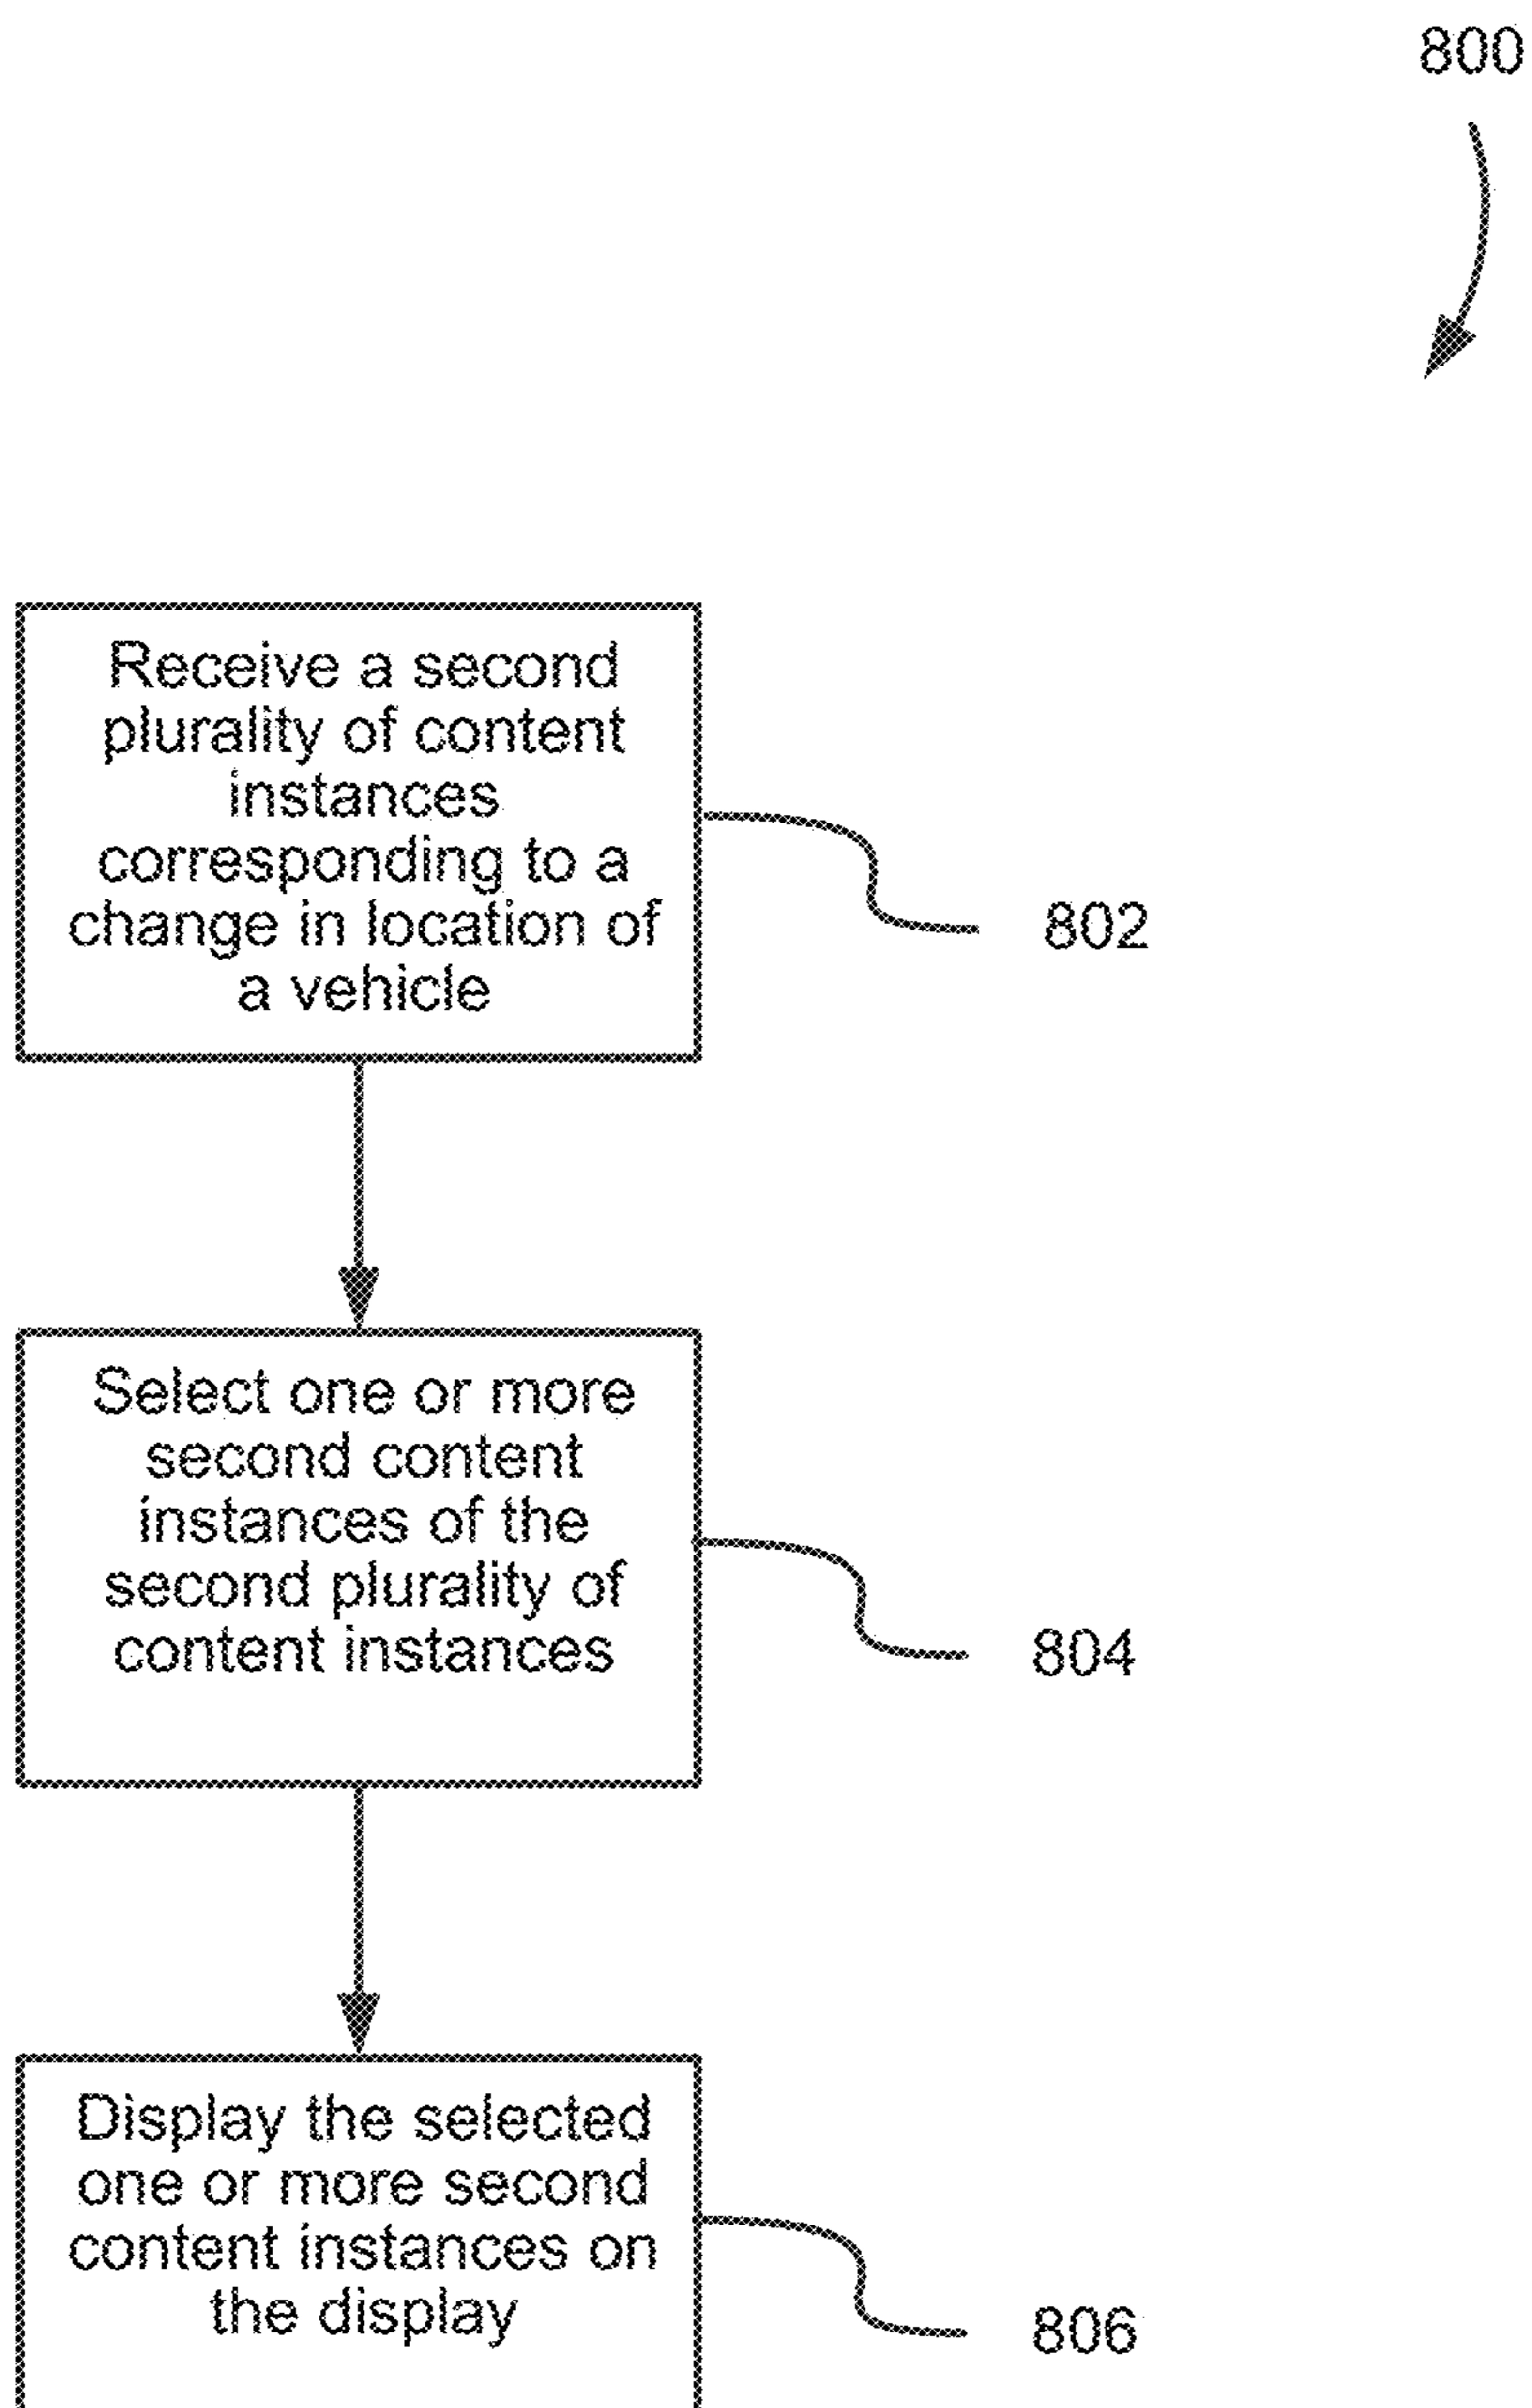 800
Receive a second
plurality of content
instances
corresponding to a
change in location of
a vehicle
802
Select one or more
second content
instances of the
second plurality of
content instances
804
Display the selected
one or more second
content instances on
the display
806